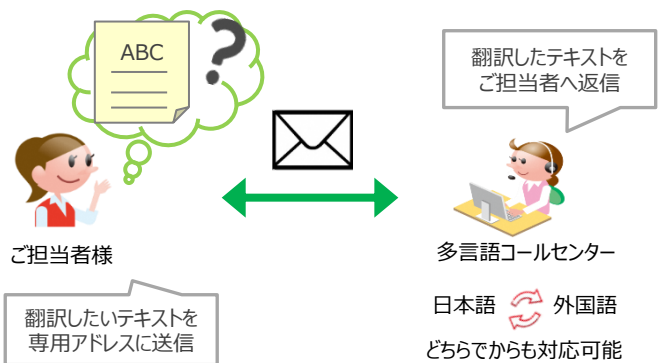 ABC
?
翻訳したテキストを
ご担当者へ返信
ご担当者様
多言語コールセンター
翻訳したいテキストを
専用アドレスに送信
日本語 外国語
どちらでからも対応可能